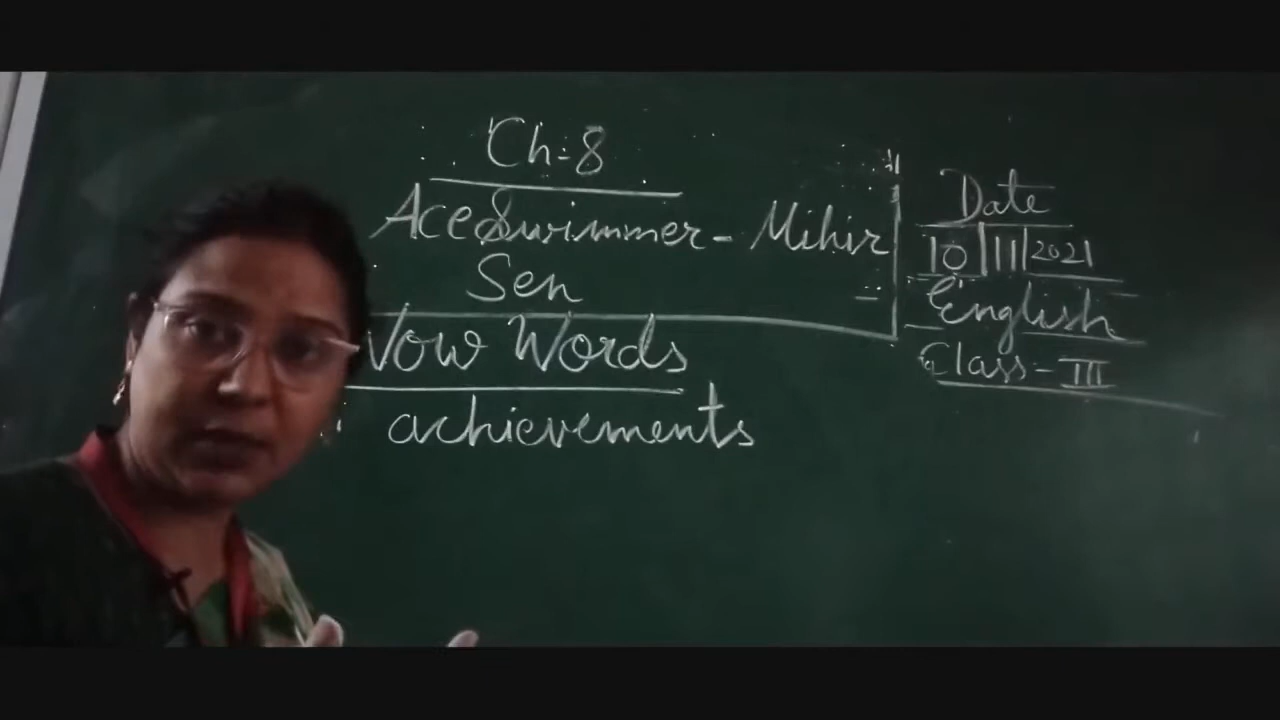 Ch-8
Ace Swimmer - Mihir
Sen
Vow Words
achievements
Date
10|11|2021
English
Class - III